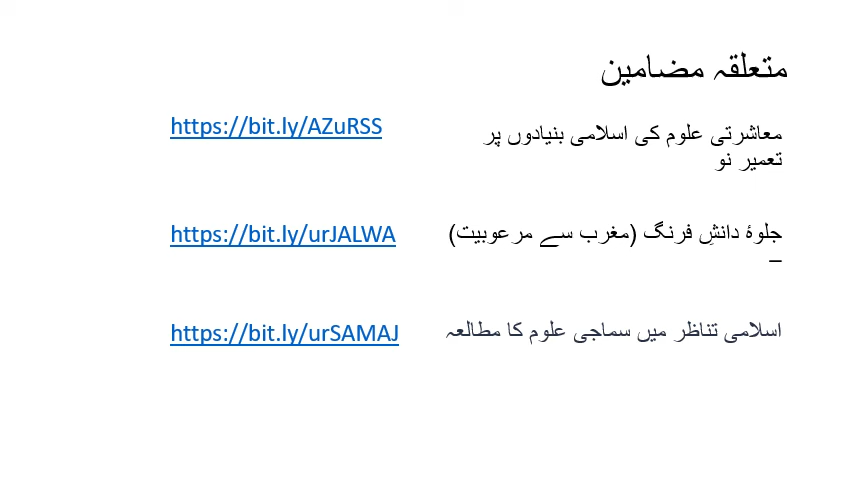 متعلقہ مضامین
معاشرتی علوم کی اسلامی بنیادوں پر
تعمیر نو
https://bit.ly/AZuRSS
جلوۂ دانشِ فرنگ (مغرب سے مرعوبیت)
–
https://bit.ly/urJALWA
اسلامی تناظر میں سماجی علوم کا مطالعہ
https://bit.ly/urSAMAJ